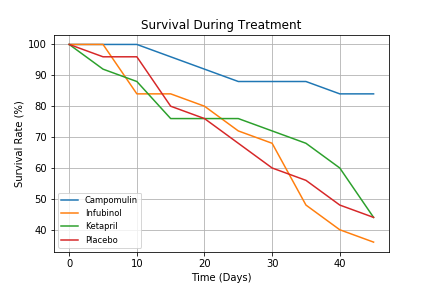 Survival During Treatment
100
90
80
70
60
50
40
Survival Rate (%)
Campomulin
Infubinol
Ketapril
Placebo
0
10
20
30
40
Time (Days)